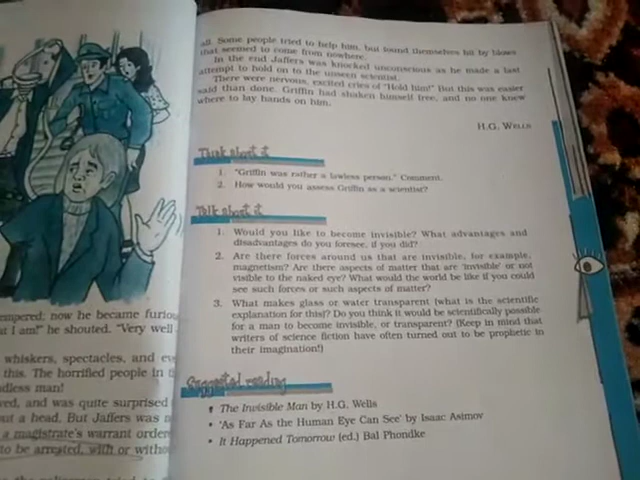 tempered; now he became furio
t I am!" he shouted. "Very well
whiskers, spectacles, and ev
this. The horrified people in
dless man!
ed, and was quite surprised
ut a head. But Jaffers was
a magistrate's warrant order
to be arrested, with or witho
all. Some people tried to help him, but found themselves hit by blows
that seemed to come from nowhere.
In the end Jaffers was knocked unconscious as he made a last
attempt to hold on to the unseen scientist.
There were nervous, excited cries of "Hold him!" But this was easier
said than done. Griffin had shaken himself free, and no one knew
where to lay hands on him.
H.G. WELLS
Think about it
1. "Griffin was rather a lawless person." Comment.
2. How would you assess Griffin as a scientist?
Talk about it
1. Would you like to become invisible? What advantages and
disadvantages do you foresee, if you did?
2. Are there forces around us that are invisible, for example,
magnetism? Are there aspects of matter that are 'invisible' or not
visible to the naked eye? What would the world be like if you could
see such forces or such aspects of matter?
3. What makes glass or water transparent (what is the scientific
explanation for this)? Do you think it would be scientifically possible
for a man to become invisible, or transparent? (Keep in mind that
writers of science fiction have often turned out to be prophetic in
their imagination!)
Suggested reading
• The Invisible Man by H.G. Wells
• 'As Far As the Human Eye Can See' by Isaac Asimov
• It Happened Tomorrow (ed.) Bal Phondke